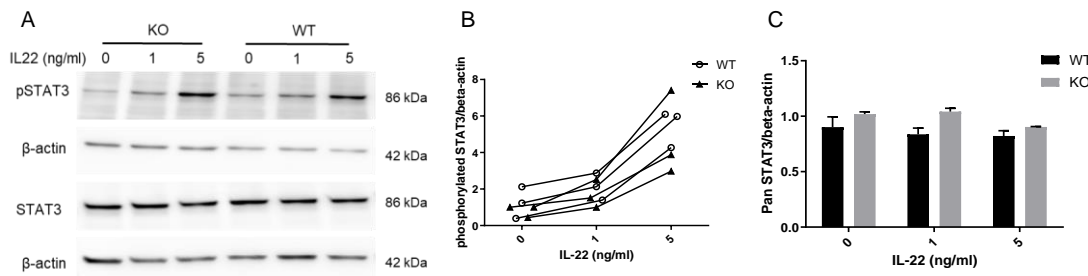 A
KO
WT
IL22 (ng/ml)
0 1 5 0 1 5
pSTAT3
86 kDa
β-actin
42 kDa
STAT3
86 kDa
β-actin
42 kDa
B
phosphorylated STAT3/beta-actin
8
6
4
2
0
0 1 5
IL-22 (ng/ml)
WT
KO
C
Pan STAT3/beta-actin
1.5
1.0
0.5
0.0
0 1 5
IL-22 (ng/ml)
WT
KO